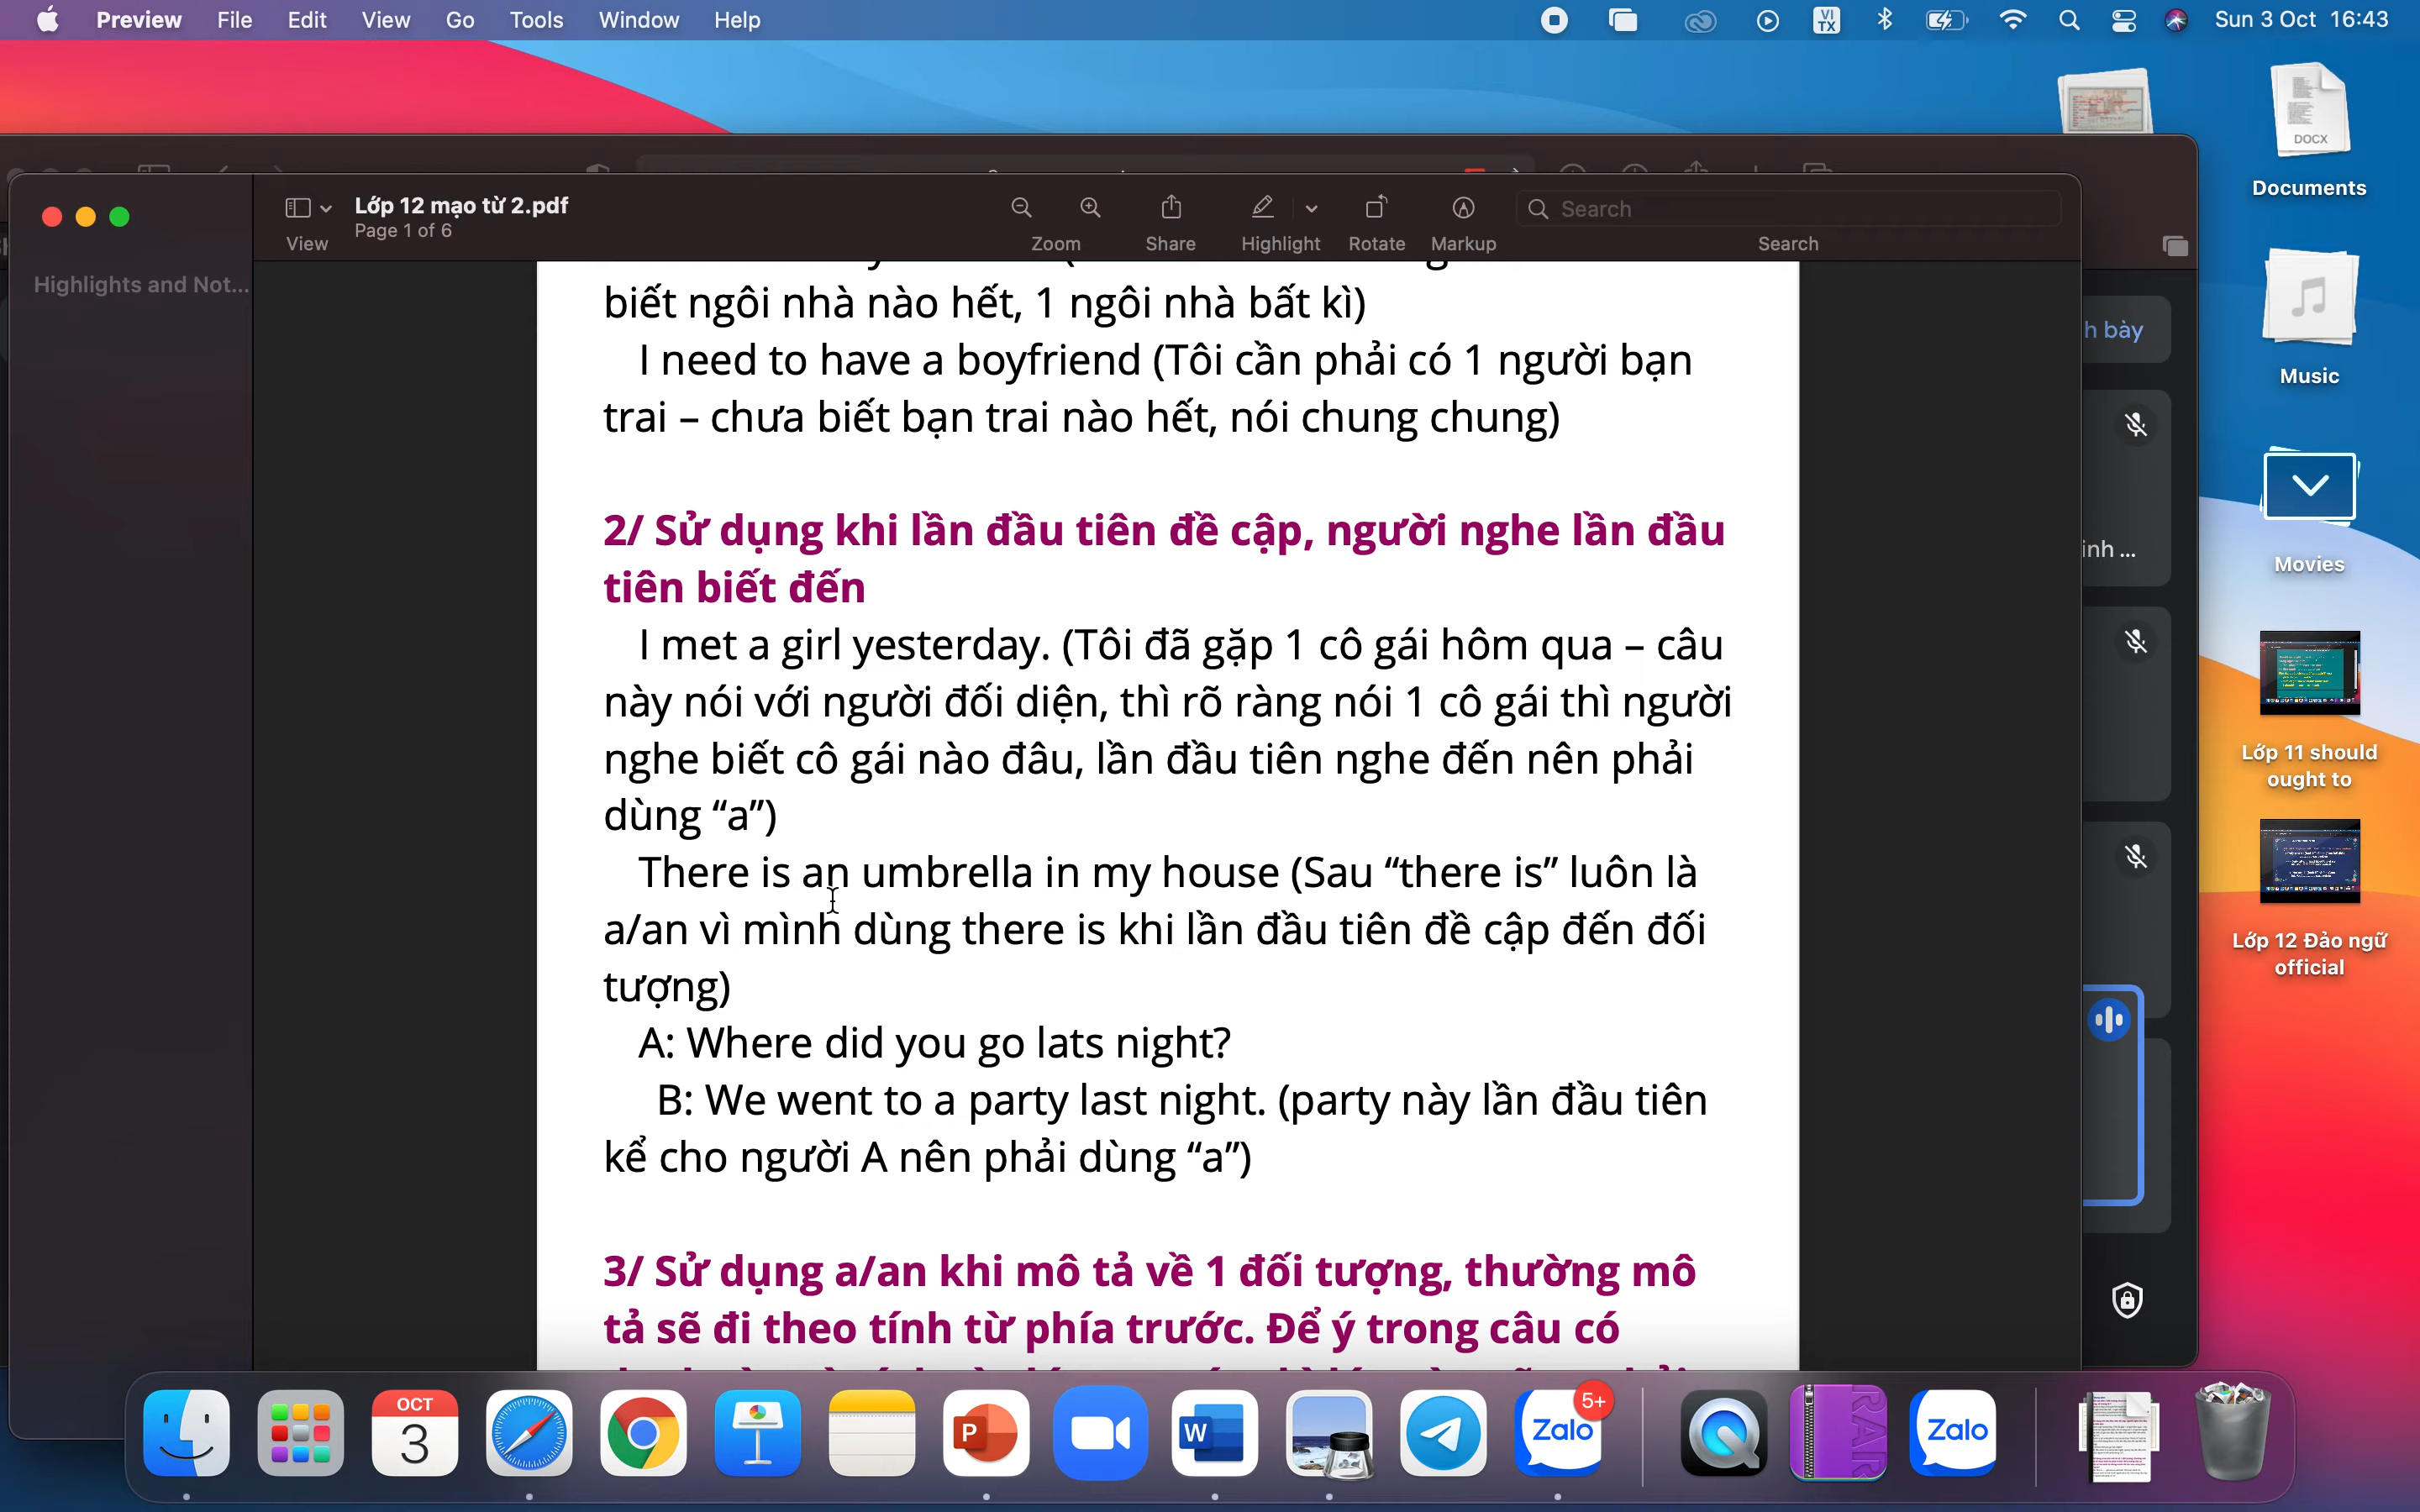 Preview File Edit View Go Tools Window Help VI TX Sun 3 Oct 16:43
Lớp 12 mạo từ 2.pdf
Page 1 of 6
View Zoom Share Highlight Rotate Markup Search
Search
Highlights and Not...
biết ngôi nhà nào hết, 1 ngôi nhà bất kì)
I need to have a boyfriend (Tôi cần phải có 1 người bạn
trai – chưa biết bạn trai nào hết, nói chung chung)
2/ Sử dụng khi lần đầu tiên đề cập, người nghe lần đầu
tiên biết đến
I met a girl yesterday. (Tôi đã gặp 1 cô gái hôm qua – câu
này nói với người đối diện, thì rõ ràng nói 1 cô gái thì người
nghe biết cô gái nào đâu, lần đầu tiên nghe đến nên phải
dùng “a”)
There is an umbrella in my house (Sau “there is” luôn là
a/an vì mình dùng there is khi lần đầu tiên đề cập đến đối
tượng)
A: Where did you go lats night?
B: We went to a party last night. (party này lần đầu tiên
kể cho người A nên phải dùng “a”)
3/ Sử dụng a/an khi mô tả về 1 đối tượng, thường mô
tả sẽ đi theo tính từ phía trước. Để ý trong câu có
h bày
inh ...
DOCX
Documents
Music
Movies
Lớp 11 should
ought to
Lớp 12 Đảo ngữ
official
OCT
3
P
W
Zalo
5+
RAR
Zalo